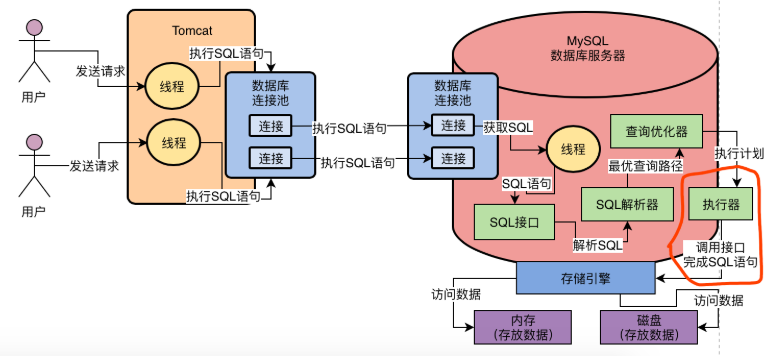 Tomcat
MySQL
数据库服务器
执行SQL语句
发送请求
线程
用户
数据库
连接池
连接
执行SQL语句
连接
执行SQL语句
数据库
连接池
连接
连接
获取SQL
线程
查询优化器
执行计划
最优查询路径
SQL语句
SQL接口
解析SQL
SQL解析器
执行器
调用接口
完成SQL语句
线程
发送请求
执行SQL语句
用户
存储引擎
访问数据
访问数据
内存
(存放数据)
磁盘
(存放数据)